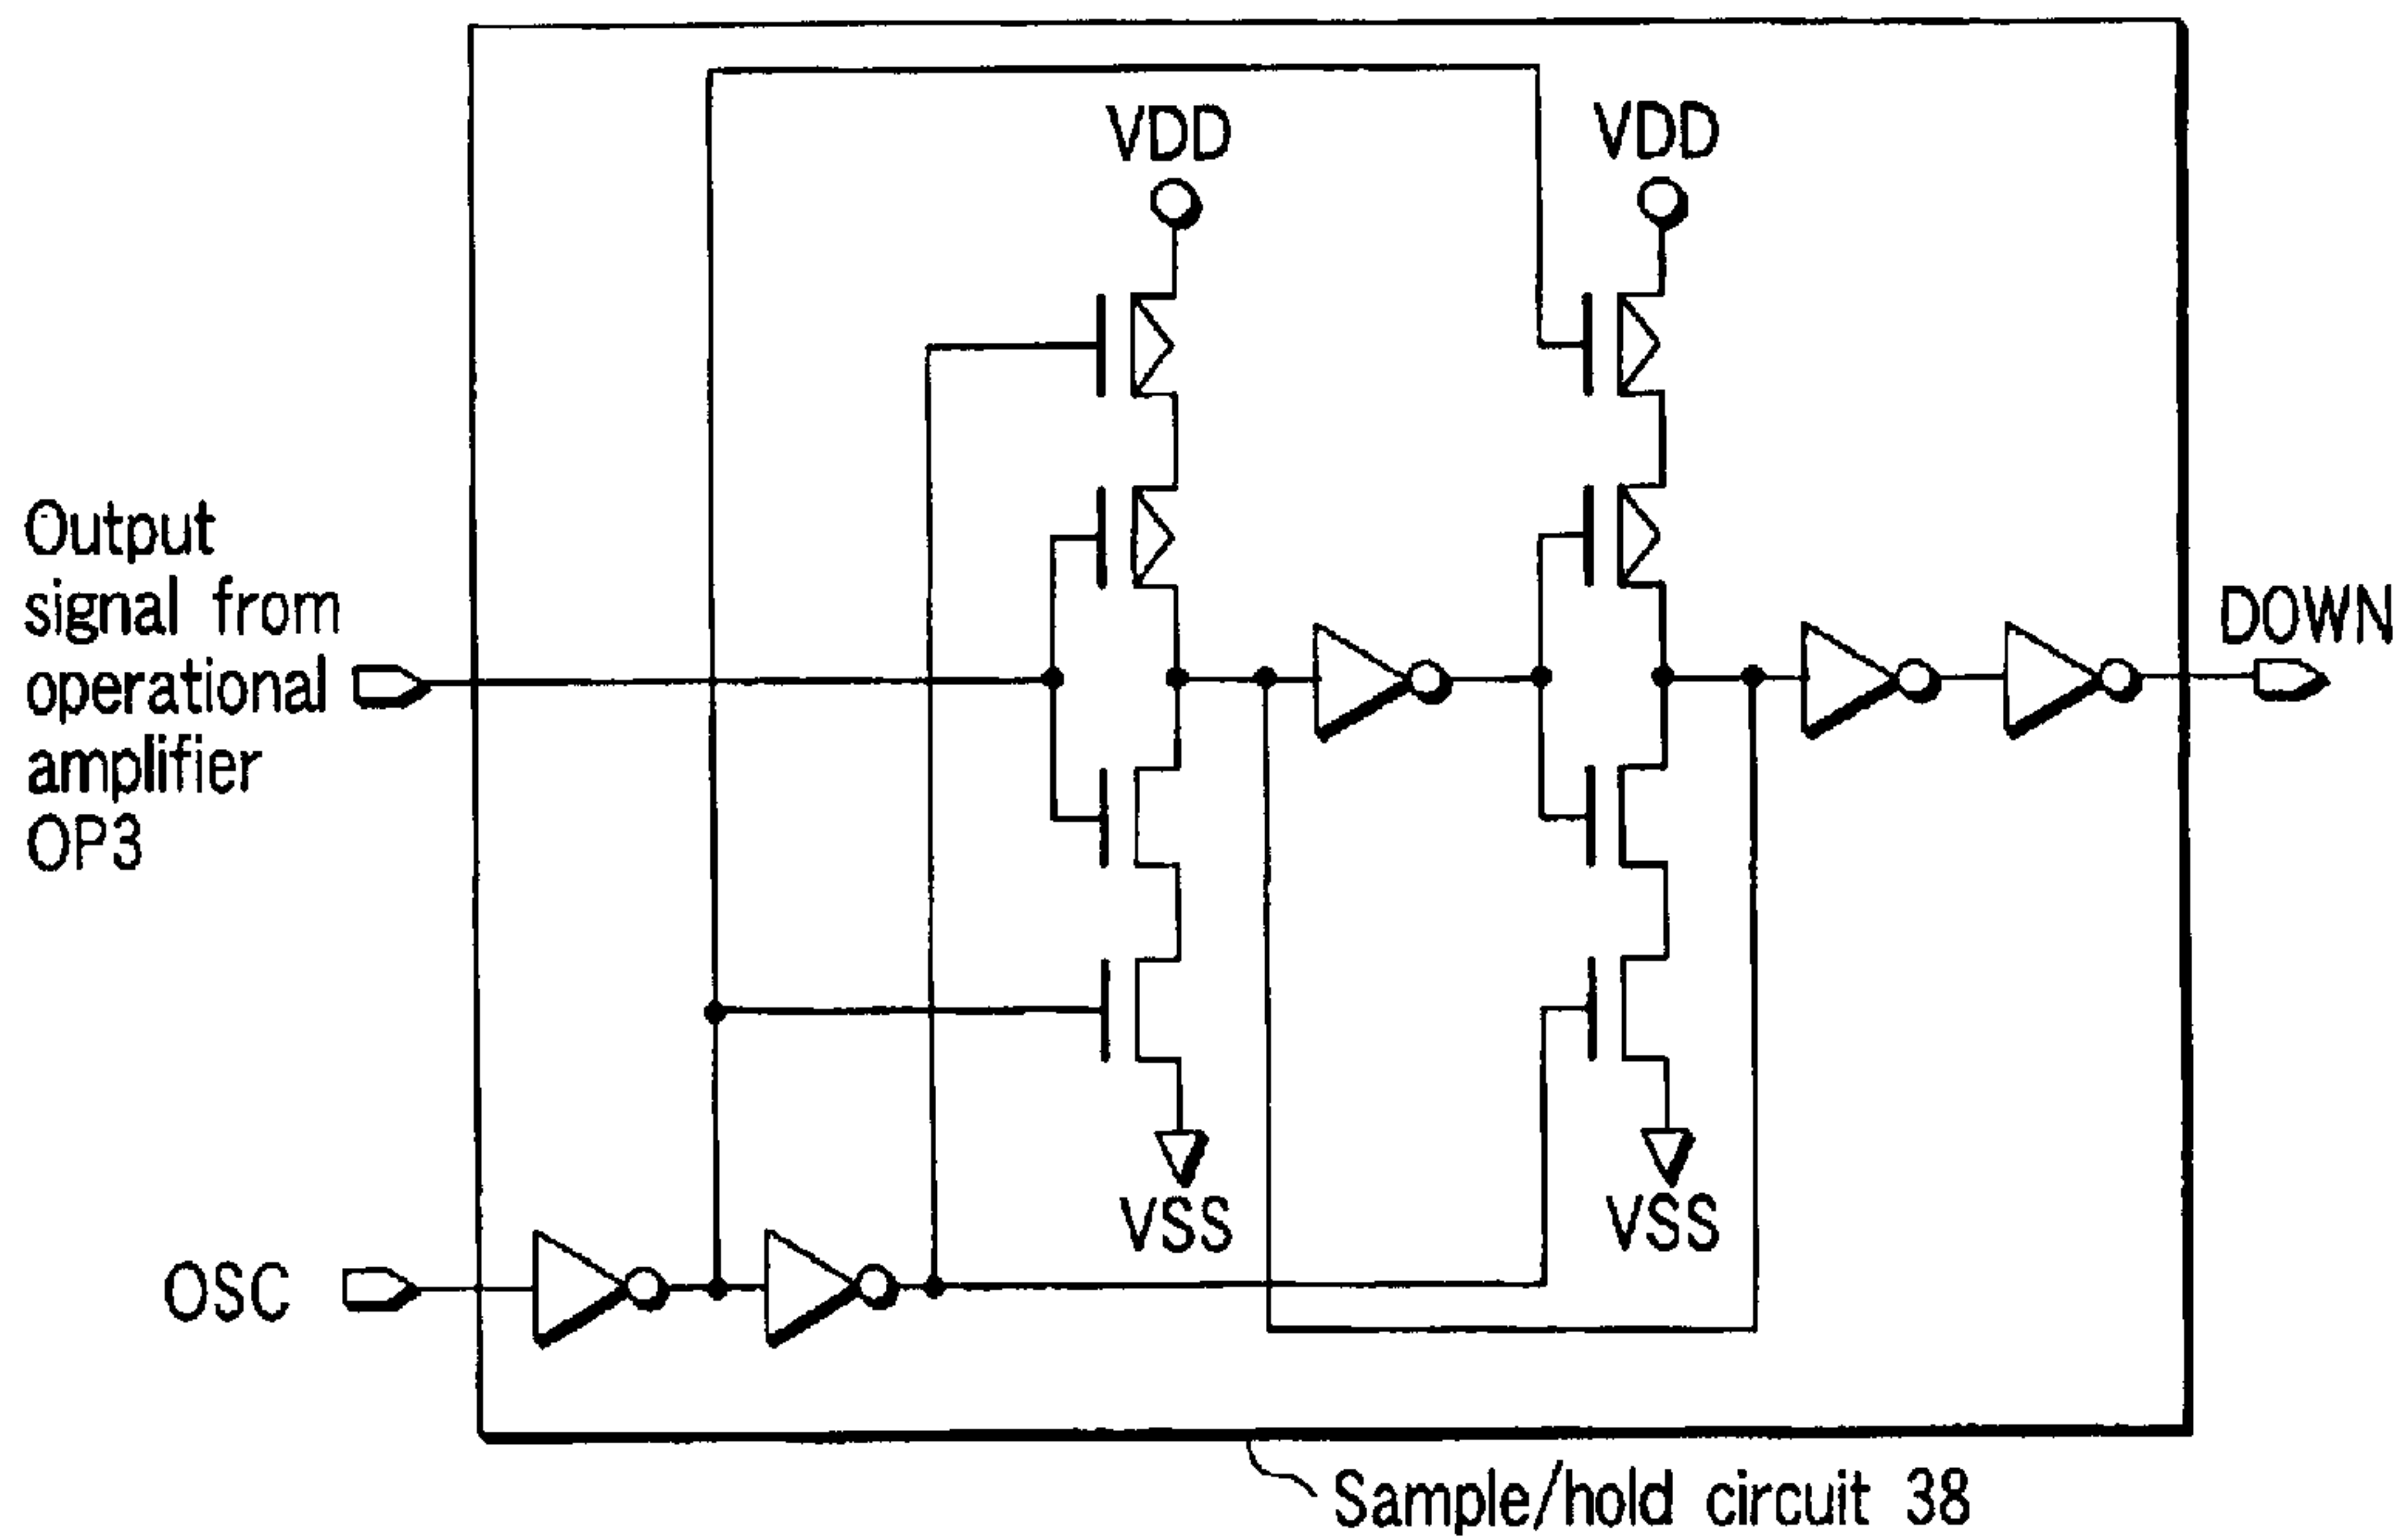 VDD
VDD
Output
signal from
operational
amplifier
OP3
DOWN
VSS
VSS
OSC
Sample/hold circuit 38